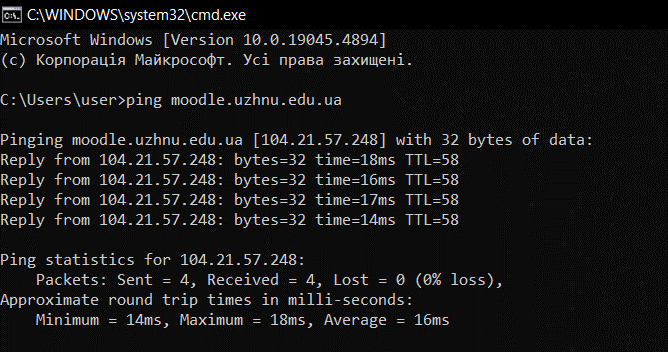 C:\WINDOWS\system32\cmd.exe
Microsoft Windows [Version 10.0.19045.4894]
(c) Корпорація Майкрософт. Усі права захищені.
C:\Users\user>ping moodle.uzhnu.edu.ua
Pinging moodle.uzhnu.edu.ua [104.21.57.248] with 32 bytes of data:
Reply from 104.21.57.248: bytes=32 time=18ms TTL=58
Reply from 104.21.57.248: bytes=32 time=16ms TTL=58
Reply from 104.21.57.248: bytes=32 time=17ms TTL=58
Reply from 104.21.57.248: bytes=32 time=14ms TTL=58
Ping statistics for 104.21.57.248:
    Packets: Sent = 4, Received = 4, Lost = 0 (0% loss),
Approximate round trip times in milli-seconds:
    Minimum = 14ms, Maximum = 18ms, Average = 16ms